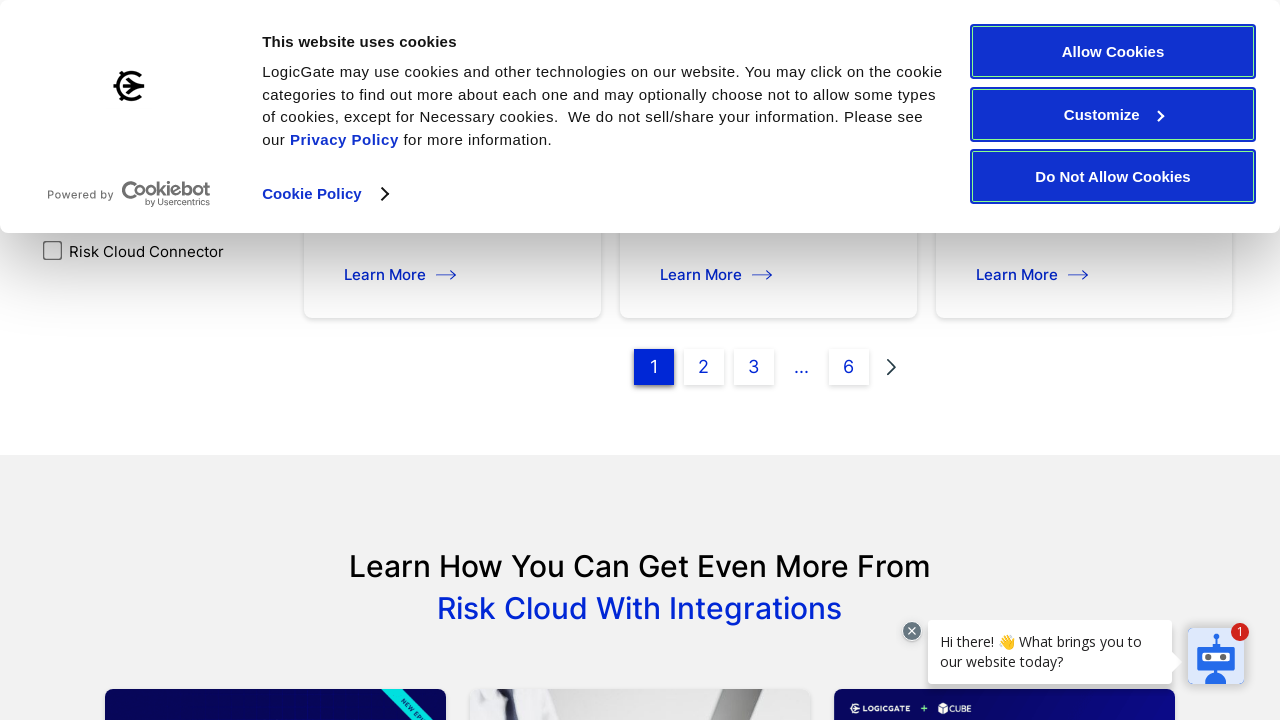 This website uses cookies
LogicGate may use cookies and other technologies on our website. You may click on the cookie
categories to find out more about each one and may optionally choose not to allow some types
of cookies, except for Necessary cookies.  We do not sell/share your information. Please see
our Privacy Policy for more information.
Cookie Policy
Powered by Cookiebot
by Usercentrics
Allow Cookies
Customize
Do Not Allow Cookies
Risk Cloud Connector
Learn More
Learn More
Learn More
1 2 3 ... 6
Learn How You Can Get Even More From
Risk Cloud With Integrations
Hi there! 👋 What brings you to
our website today?
1
LOGICGATE + CUBE